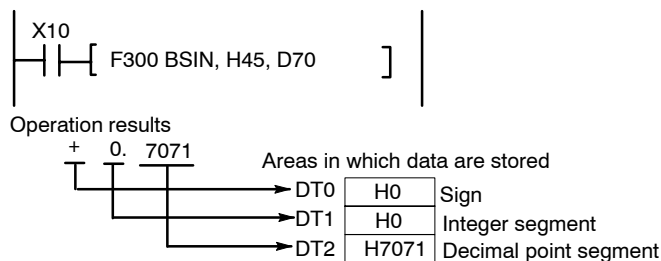 X10
F300 BSIN, H45, D70
Operation results
+ 0. 7071
Areas in which data are stored
DT0 H0 Sign
DT1 H0 Integer segment
DT2 H7071 Decimal point segment